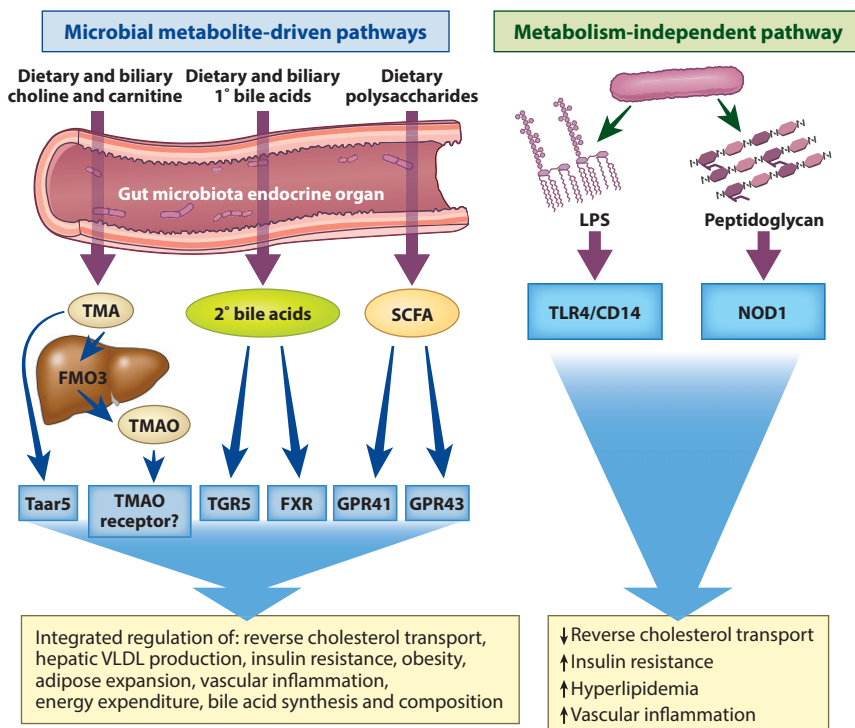 Microbial metabolite-driven pathways
Dietary and biliary
choline and carnitine
Dietary and biliary
1° bile acids
Dietary
polysaccharides
Gut microbiota endocrine organ
TMA
FMO3
TMAO
2° bile acids
SCFA
Taar5
TMAO
receptor?
TGR5
FXR
GPR41
GPR43
Integrated regulation of: reverse cholesterol transport,
hepatic VLDL production, insulin resistance, obesity,
adipose expansion, vascular inflammation,
energy expenditure, bile acid synthesis and composition
Metabolism-independent pathway
LPS
Peptidoglycan
TLR4/CD14
NOD1
↓Reverse cholesterol transport
↑Insulin resistance
↑Hyperlipidemia
↑Vascular inflammation